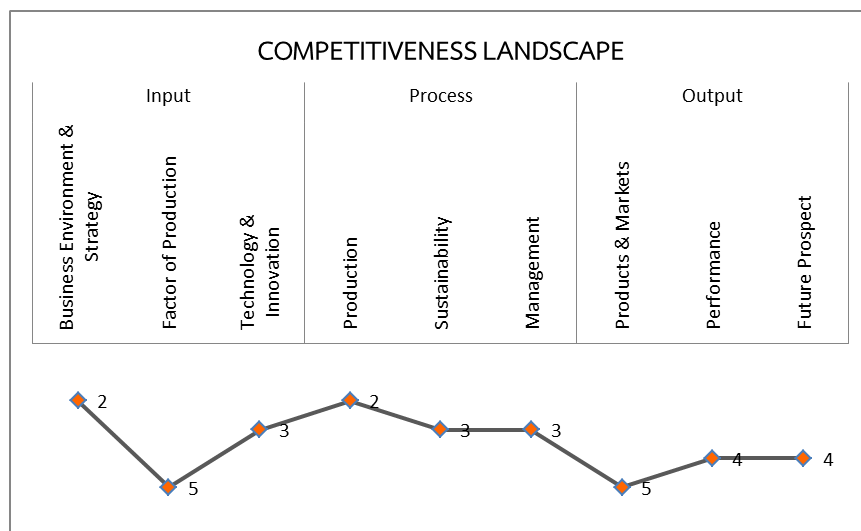 COMPETITIVENESS LANDSCAPE
Input
Process
Output
Business Environment &
Strategy
Factor of Production
Technology &
Innovation
Production
Sustainability
Management
Products & Markets
Performance
Future Prospect
2
5
3
2
3
3
5
4
4